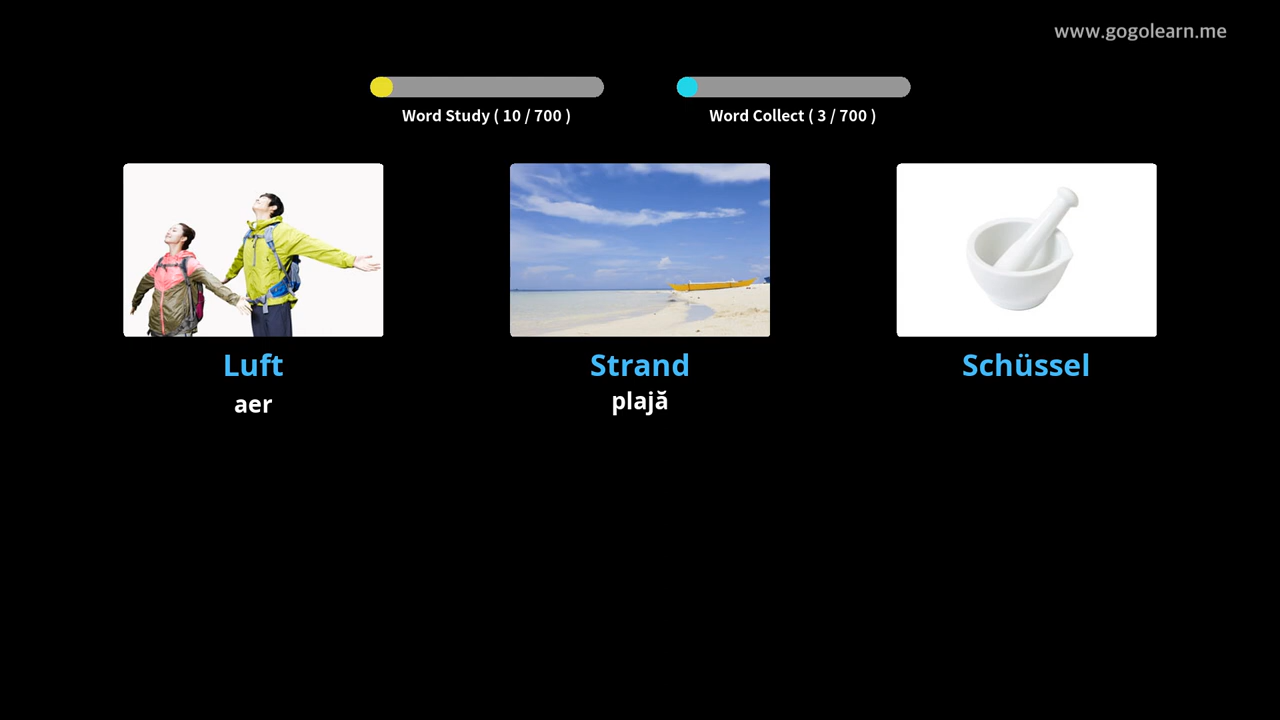 www.gogolearn.me
Word Study ( 10 / 700 )
Word Collect ( 3 / 700 )
Luft
Strand
Schüssel
aer
plajă